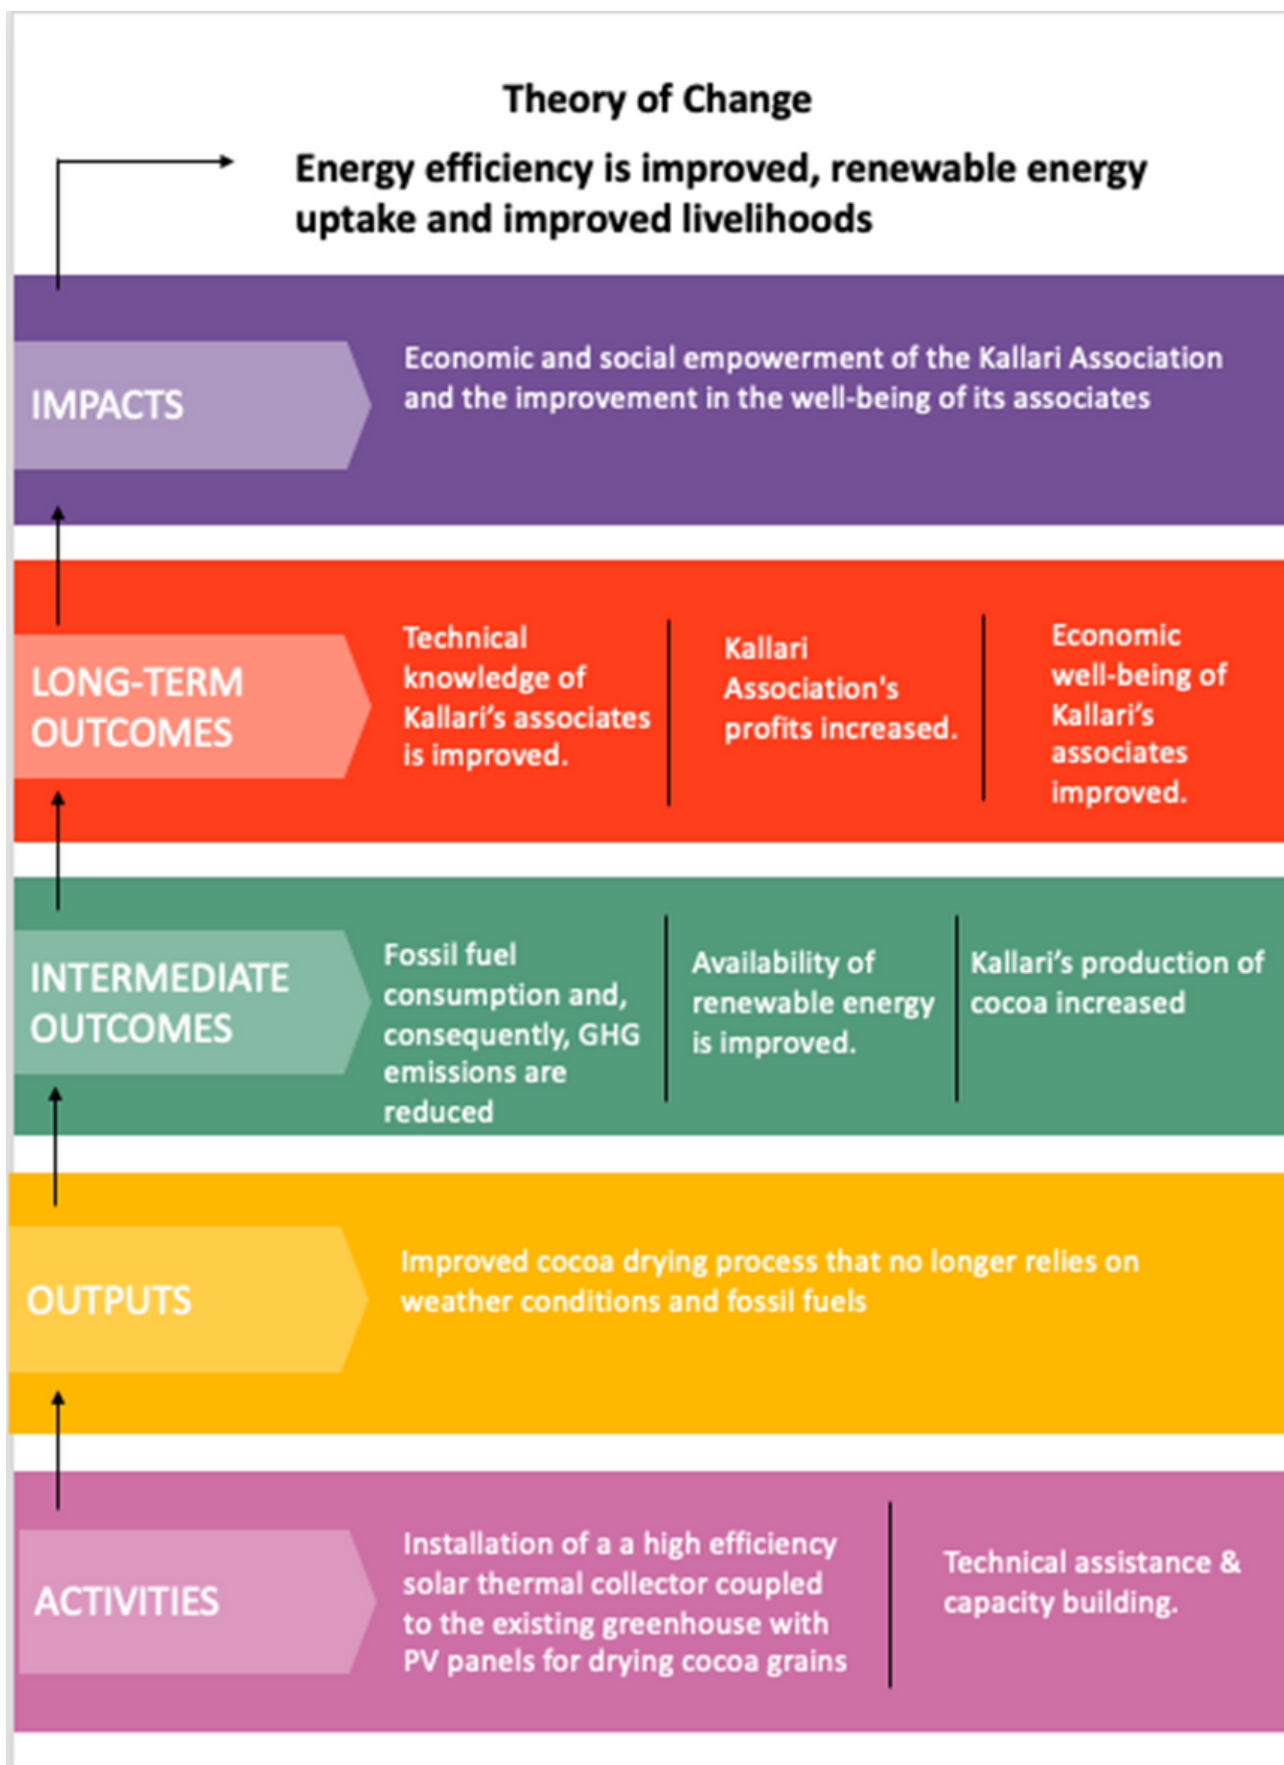 Theory of Change
Energy efficiency is improved, renewable energy
uptake and improved livelihoods
IMPACTS
Economic and social empowerment of the Kallari Association
and the improvement in the well-being of its associates
LONG-TERM
OUTCOMES
Technical
knowledge of
Kallari’s associates
is improved.
Kallari
Association's
profits increased.
Economic
well-being of
Kallari’s
associates
improved.
INTERMEDIATE
OUTCOMES
Fossil fuel
consumption and,
consequently, GHG
emissions are
reduced
Availability of
renewable energy
is improved.
Kallari’s production of
cocoa increased
OUTPUTS
Improved cocoa drying process that no longer relies on
weather conditions and fossil fuels
ACTIVITIES
Installation of a a high efficiency
solar thermal collector coupled
to the existing greenhouse with
PV panels for drying cocoa grains
Technical assistance &
capacity building.